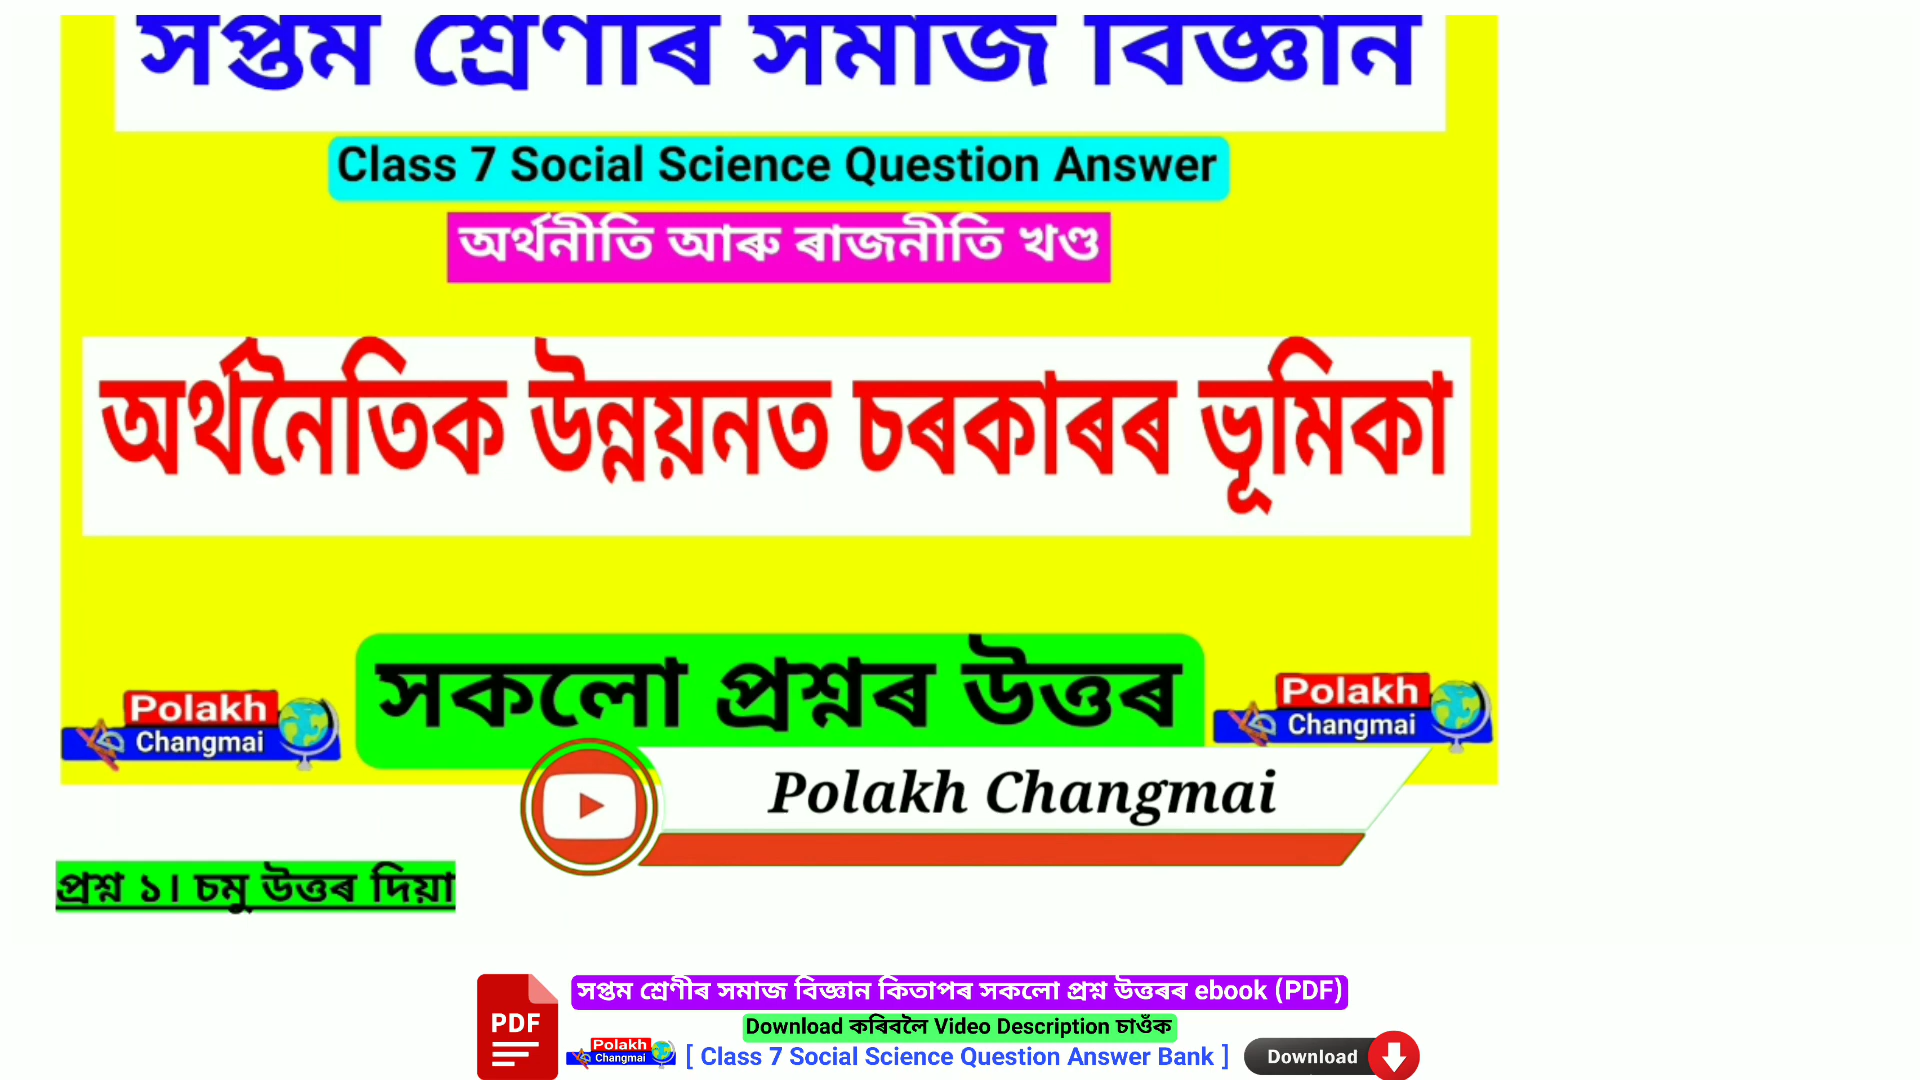 সপ্তম শ্ৰেণীৰ সমাজ বিজ্ঞান
Class 7 Social Science Question Answer
অৰ্থনীতি আৰু ৰাজনীতি খণ্ড
অৰ্থনৈতিক উন্নয়নত চৰকাৰৰ ভূমিকা
সকলো প্ৰশ্নৰ উত্তৰ
Polakh
Changmai
Polakh
Changmai
Polakh Changmai
প্ৰশ্ন ১। চমু উত্তৰ দিয়া
সপ্তম শ্ৰেণীৰ সমাজ বিজ্ঞান কিতাপৰ সকলো প্ৰশ্ন উত্তৰৰ ebook (PDF)
PDF
Download কৰিবলৈ Video Description চাওঁক
Polakh
Changmai
[ Class 7 Social Science Question Answer Bank ]
Download